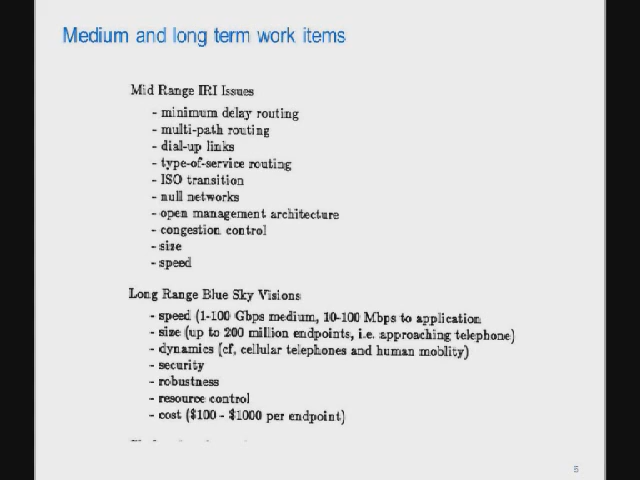 Medium and long term work items
Mid Range IRI Issues
- minimum delay routing
- multi-path routing
- dial-up links
- type-of-service routing
- ISO transition
- null networks
- open management architecture
- congestion control
- size
- speed
Long Range Blue Sky Visions
- speed (1-100 Gbps medium, 10-100 Mbps to application
- size (up to 200 million endpoints, i.e. approaching telephone)
- dynamics (cf, cellular telephones and human moblity)
- security
- robustness
- resource control
- cost ($100 - $1000 per endpoint)